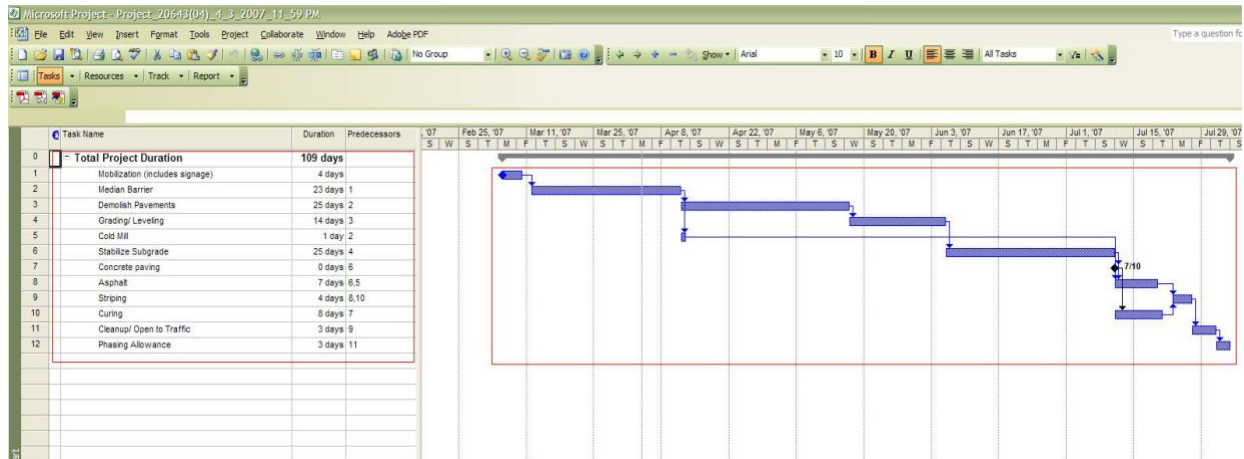 Microsoft Project - Project_20643(04)_4_3_2007_11_59 PM
File Edit View Insert Format Tools Project Collaborate Window Help Adobe PDF Type a question fo
No Group Show Arial 10 B I U All Tasks
Tasks Resources Track Report
Task Name Duration Predecessors '07 Feb 25, '07 Mar 11, '07 Mar 25, '07 Apr 8, '07 Apr 22, '07 May 6, '07 May 20, '07 Jun 3, '07 Jun 17, '07 Jul 1, '07 Jul 15, '07 Jul 29, '07
S W S T M F T S W S T M F T S W S T M F T S W S T M F T S W S T M F T S W S T M F T S
0 Total Project Duration 109 days
1 Mobilization (includes signage) 4 days
2 Median Barrier 23 days 1
3 Demolish Pavements 25 days 2
4 Grading/ Leveling 14 days 3
5 Cold Mill 1 day 2
6 Stabilize Subgrade 25 days 4
7 Concrete paving 0 days 6 7/10
8 Asphalt 7 days 6,5
9 Striping 4 days 8,10
10 Curing 8 days 7
11 Cleanup/ Open to Traffic 3 days 9
12 Phasing Allowance 3 days 11